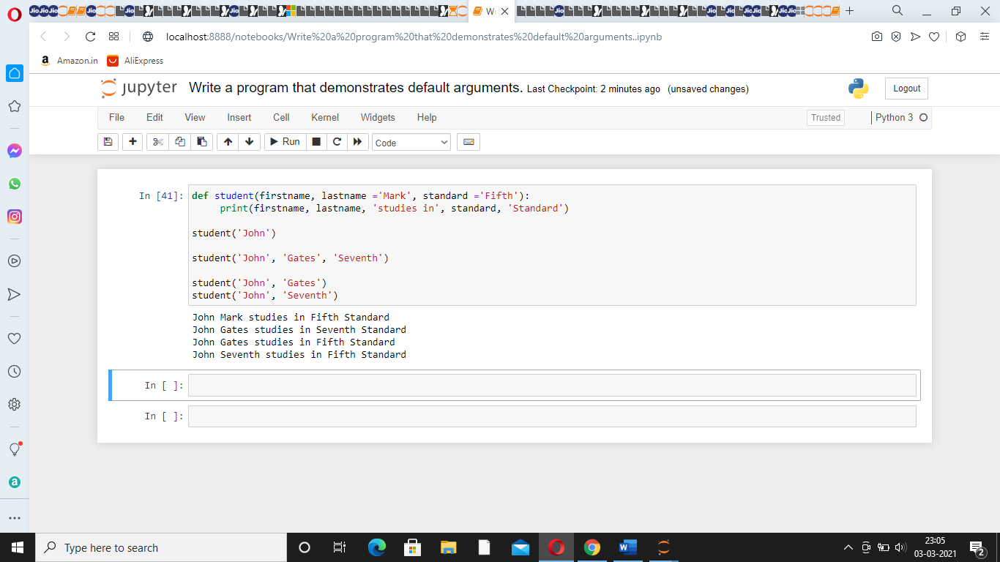 Jio Jio Jio
W
localhost:8888/notebooks/Write%20a%20program%20that%20demonstrates%20default%20arguments..ipynb
Amazon.in AliExpress
jupyter Write a program that demonstrates default arguments. Last Checkpoint: 2 minutes ago (unsaved changes) Logout
File Edit View Insert Cell Kernel Widgets Help Trusted Python 3
Run Code
In [41]: def student(firstname, lastname ='Mark', standard ='Fifth'):
print(firstname, lastname, 'studies in', standard, 'Standard')
student('John')
student('John', 'Gates', 'Seventh')
student('John', 'Gates')
student('John', 'Seventh')
John Mark studies in Fifth Standard
John Gates studies in Seventh Standard
John Gates studies in Fifth Standard
John Seventh studies in Fifth Standard
In [ ]:
In [ ]:
Type here to search
23:05
03-03-2021
2